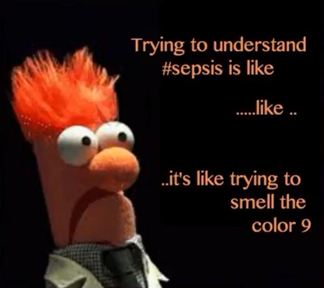 Trying to understand
#sepsis is like
.....like ..
..it's like trying to
smell the
color 9